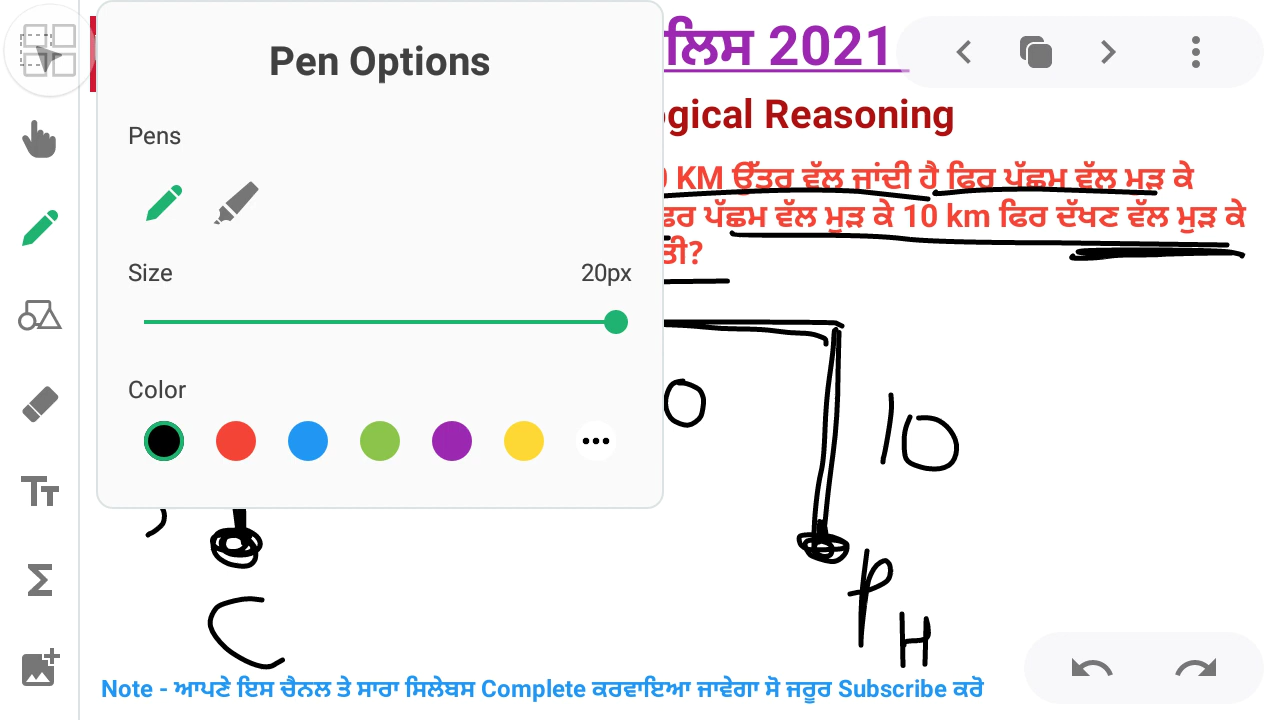 Pen Options
ਲਿਸ 2021
Pens
gical Reasoning
KM ਉੱਤਰ ਵੱਲ ਜਾਂਦੀ ਹੈ ਫਿਰ ਪੱਛਮ ਵੱਲ ਮੁੜ ਕੇ
ਫਰ ਪੱਛਮ ਵੱਲ ਮੁੜ ਕੇ 10 km ਫਿਰ ਦੱਖਣ ਵੱਲ ਮੁੜ ਕੇ
ਤੀ?
Size 20px
Color
0
10
C
P
H
Tт
Σ
Note - ਆਪਣੇ ਇਸ ਚੈਨਲ ਤੇ ਸਾਰਾ ਸਿਲੇਬਸ Complete ਕਰਵਾਇਆ ਜਾਵੇਗਾ ਸੋ ਜਰੂਰ Subscribe ਕਰੋ